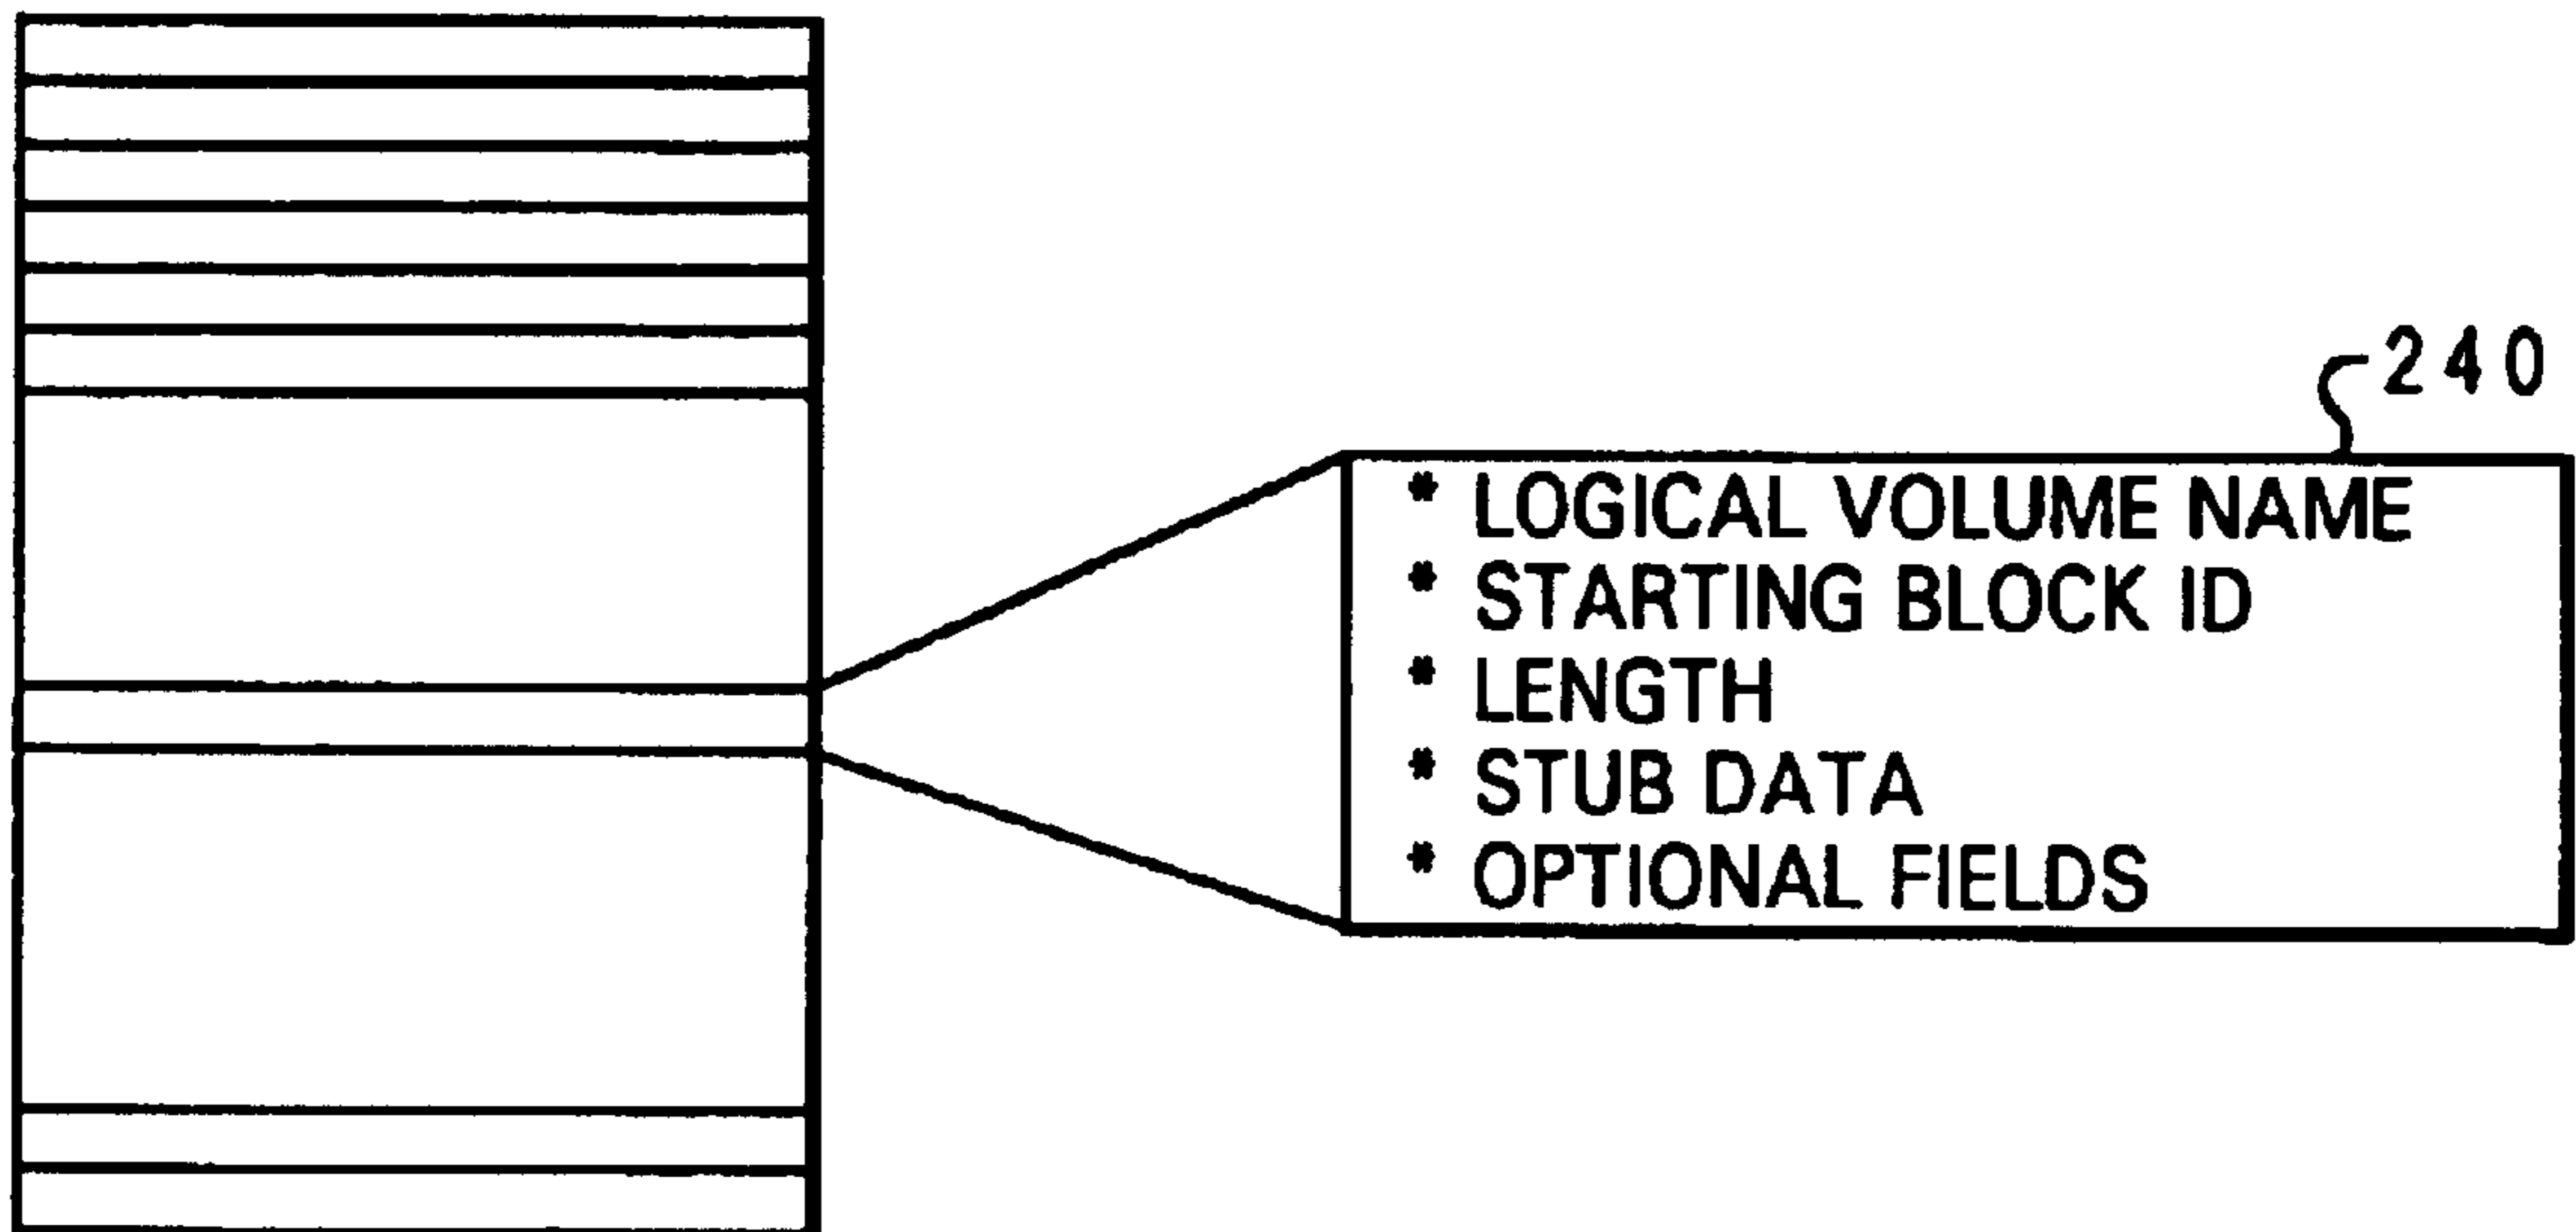 240
* LOGICAL VOLUME NAME
* STARTING BLOCK ID
* LENGTH
* STUB DATA
* OPTIONAL FIELDS